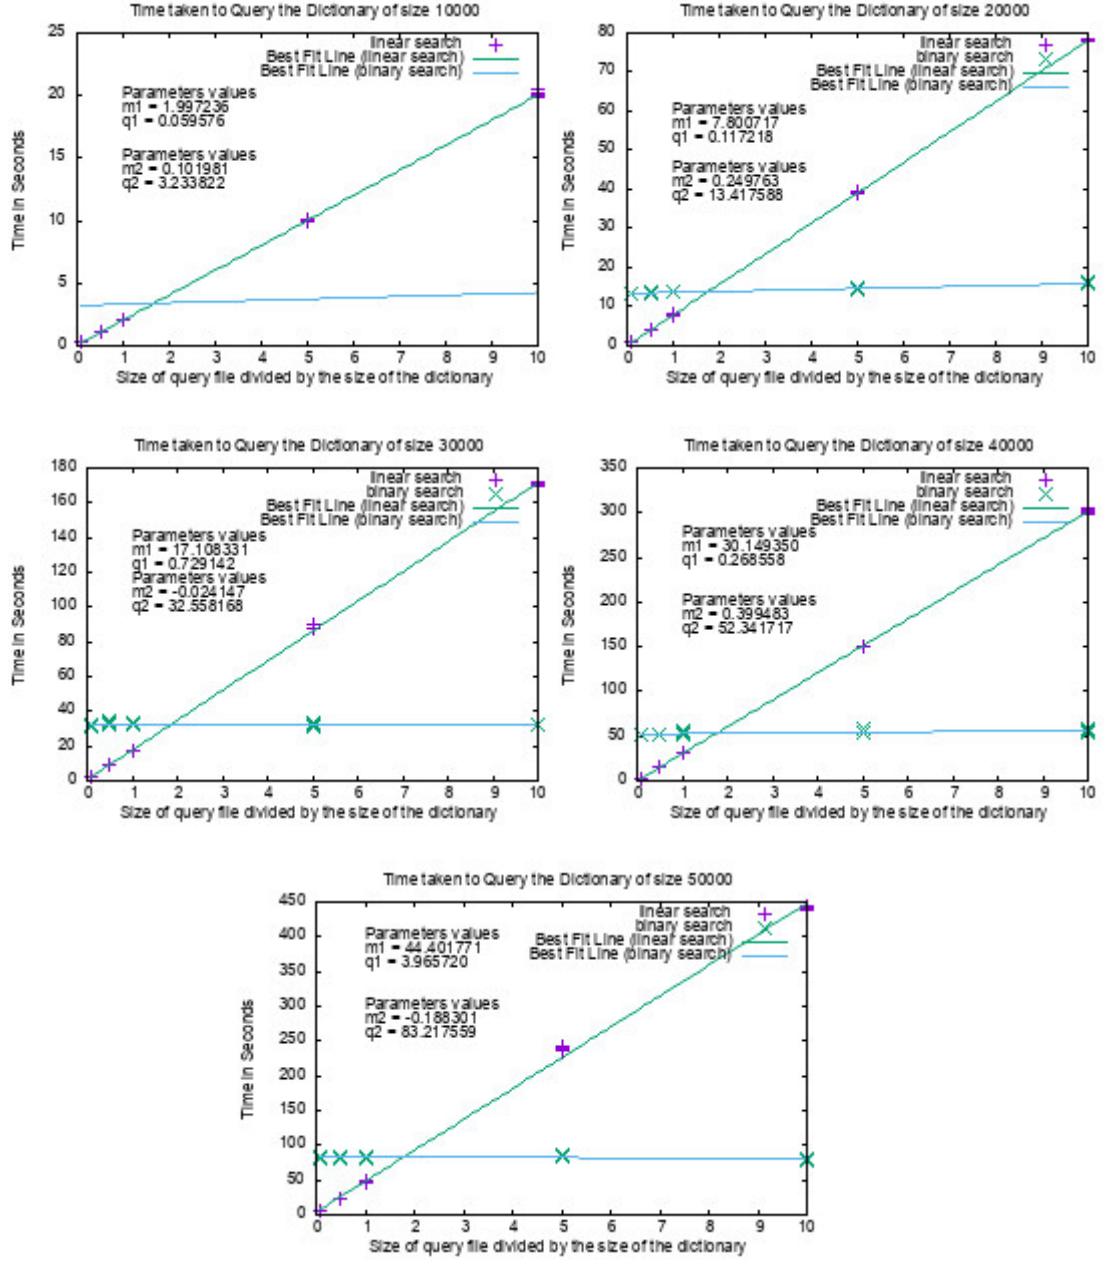 Time taken to Query the Dictionary of size 10000
25
20
15
10
5
0
Time in Seconds
linear search
Best Fit Line (linear search)
Best Fit Line (binary search)
Parameters values
m1 = 1.997236
q1 = 0.059576
Parameters values
m2 = 0.101981
q2 = 3.233822
0 1 2 3 4 5 6 7 8 9 10
Size of query file divided by the size of the dictionary
Time taken to Query the Dictionary of size 20000
80
70
60
50
40
30
20
10
0
Time in Seconds
linear search
binary search
Best Fit Line (linear search)
Best Fit Line (binary search)
Parameters values
m1 = 7.800717
q1 = 0.117218
Parameters values
m2 = 0.249763
q2 = 13.417588
0 1 2 3 4 5 6 7 8 9 10
Size of query file divided by the size of the dictionary
Time taken to Query the Dictionary of size 30000
180
160
140
120
100
80
60
40
20
0
Time in Seconds
linear search
binary search
Best Fit Line (linear search)
Best Fit Line (binary search)
Parameters values
m1 = 17.108331
q1 = 0.729142
Parameters values
m2 = -0.024147
q2 = 32.558168
0 1 2 3 4 5 6 7 8 9 10
Size of query file divided by the size of the dictionary
Time taken to Query the Dictionary of size 40000
350
300
250
200
150
100
50
0
Time in Seconds
linear search
binary search
Best Fit Line (linear search)
Best Fit Line (binary search)
Parameters values
m1 = 30.149350
q1 = 0.268558
Parameters values
m2 = 0.399483
q2 = 52.341717
0 1 2 3 4 5 6 7 8 9 10
Size of query file divided by the size of the dictionary
Time taken to Query the Dictionary of size 50000
450
400
350
300
250
200
150
100
50
0
Time in Seconds
linear search
binary search
Best Fit Line (linear search)
Best Fit Line (binary search)
Parameters values
m1 = 44.401771
q1 = 3.965720
Parameters values
m2 = -0.188301
q2 = 83.217559
0 1 2 3 4 5 6 7 8 9 10
Size of query file divided by the size of the dictionary